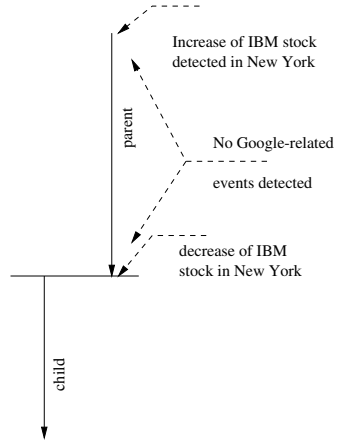 Increase of IBM stock
detected in New York
parent
No Google-related
events detected
decrease of IBM
stock in New York
child